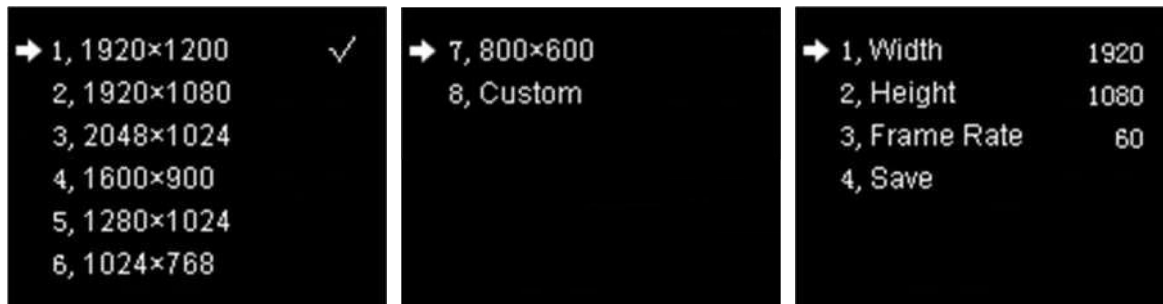 1, 1920×1200 ✓
2, 1920×1080
3, 2048×1024
4, 1600×900
5, 1280×1024
6, 1024×768
7, 800×600
8, Custom
1, Width 1920
2, Height 1080
3, Frame Rate 60
4, Save